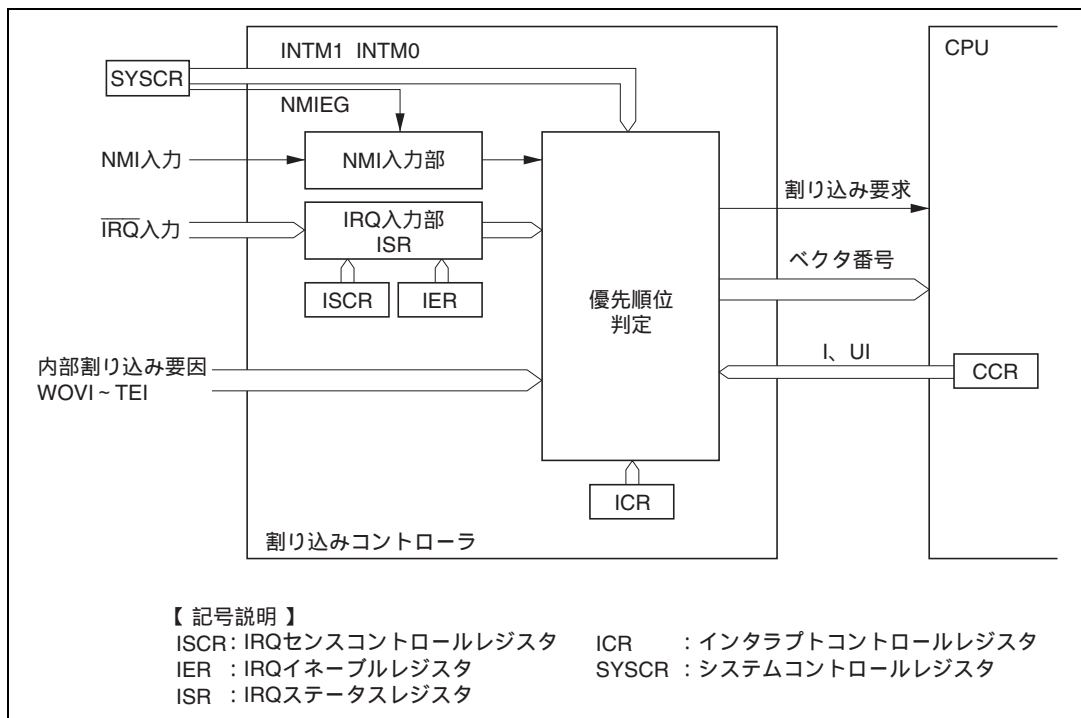 INTM1 INTM0
CPU
SYSCR
NMIEG
NMI入力
NMI入力部
割り込み要求
IRQ入力
IRQ入力部
ISR
ベクタ番号
ISCR
IER
優先順位
判定
内部割り込み要因
WOVI~TEI
I、UI
CCR
ICR
割り込みコントローラ
【 記号説明 】
ISCR:IRQセンスコントロールレジスタ
IER :IRQイネーブルレジスタ
ISR :IRQステータスレジスタ
ICR :インタラプトコントロールレジスタ
SYSCR :システムコントロールレジスタ